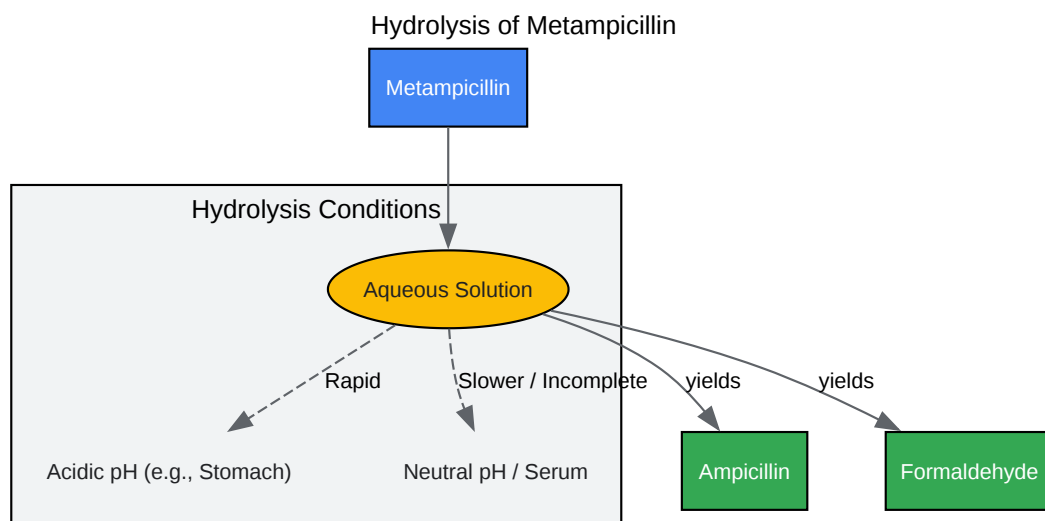 Hydrolysis of Metampicillin
Metampicillin
Hydrolysis Conditions
Aqueous Solution
Rapid
Slower / Incomplete
yields
yields
Acidic pH (e.g., Stomach)
Neutral pH / Serum
Ampicillin
Formaldehyde